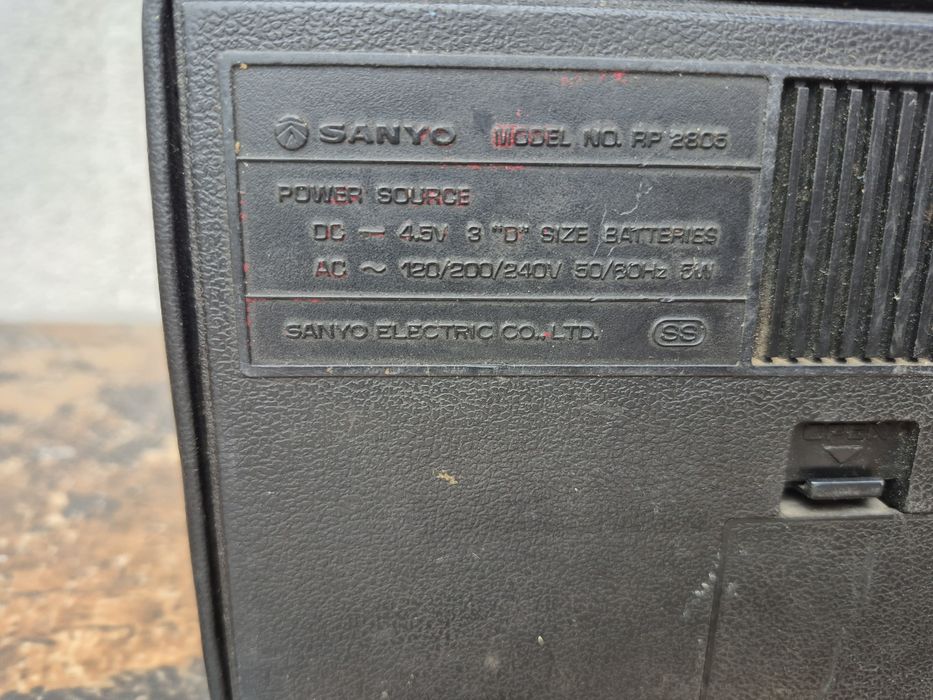 SANYO MODEL NO. RP 2805
POWER SOURCE
DC ⎓ 4.5V 3 "D" SIZE BATTERIES
AC ~ 120/200/240V 50/60Hz 5W
SANYO ELECTRIC CO., LTD. SS
OPEN